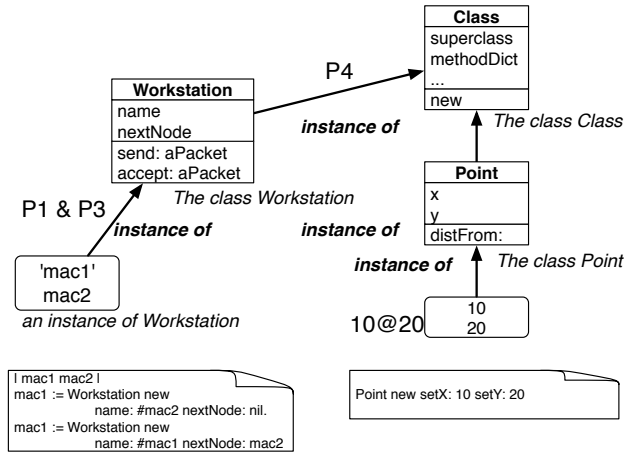 Class
superclass
methodDict
...
new
The class Class
P4
instance of
Workstation
name
nextNode
send: aPacket
accept: aPacket
The class Workstation
P1 & P3
instance of
'mac1'
mac2
an instance of Workstation
instance of
Point
x
y
distFrom:
The class Point
instance of
10@20
10
20
| mac1 mac2 |
mac1 := Workstation new
name: #mac2 nextNode: nil.
mac1 := Workstation new
name: #mac1 nextNode: mac2
Point new setX: 10 setY: 20